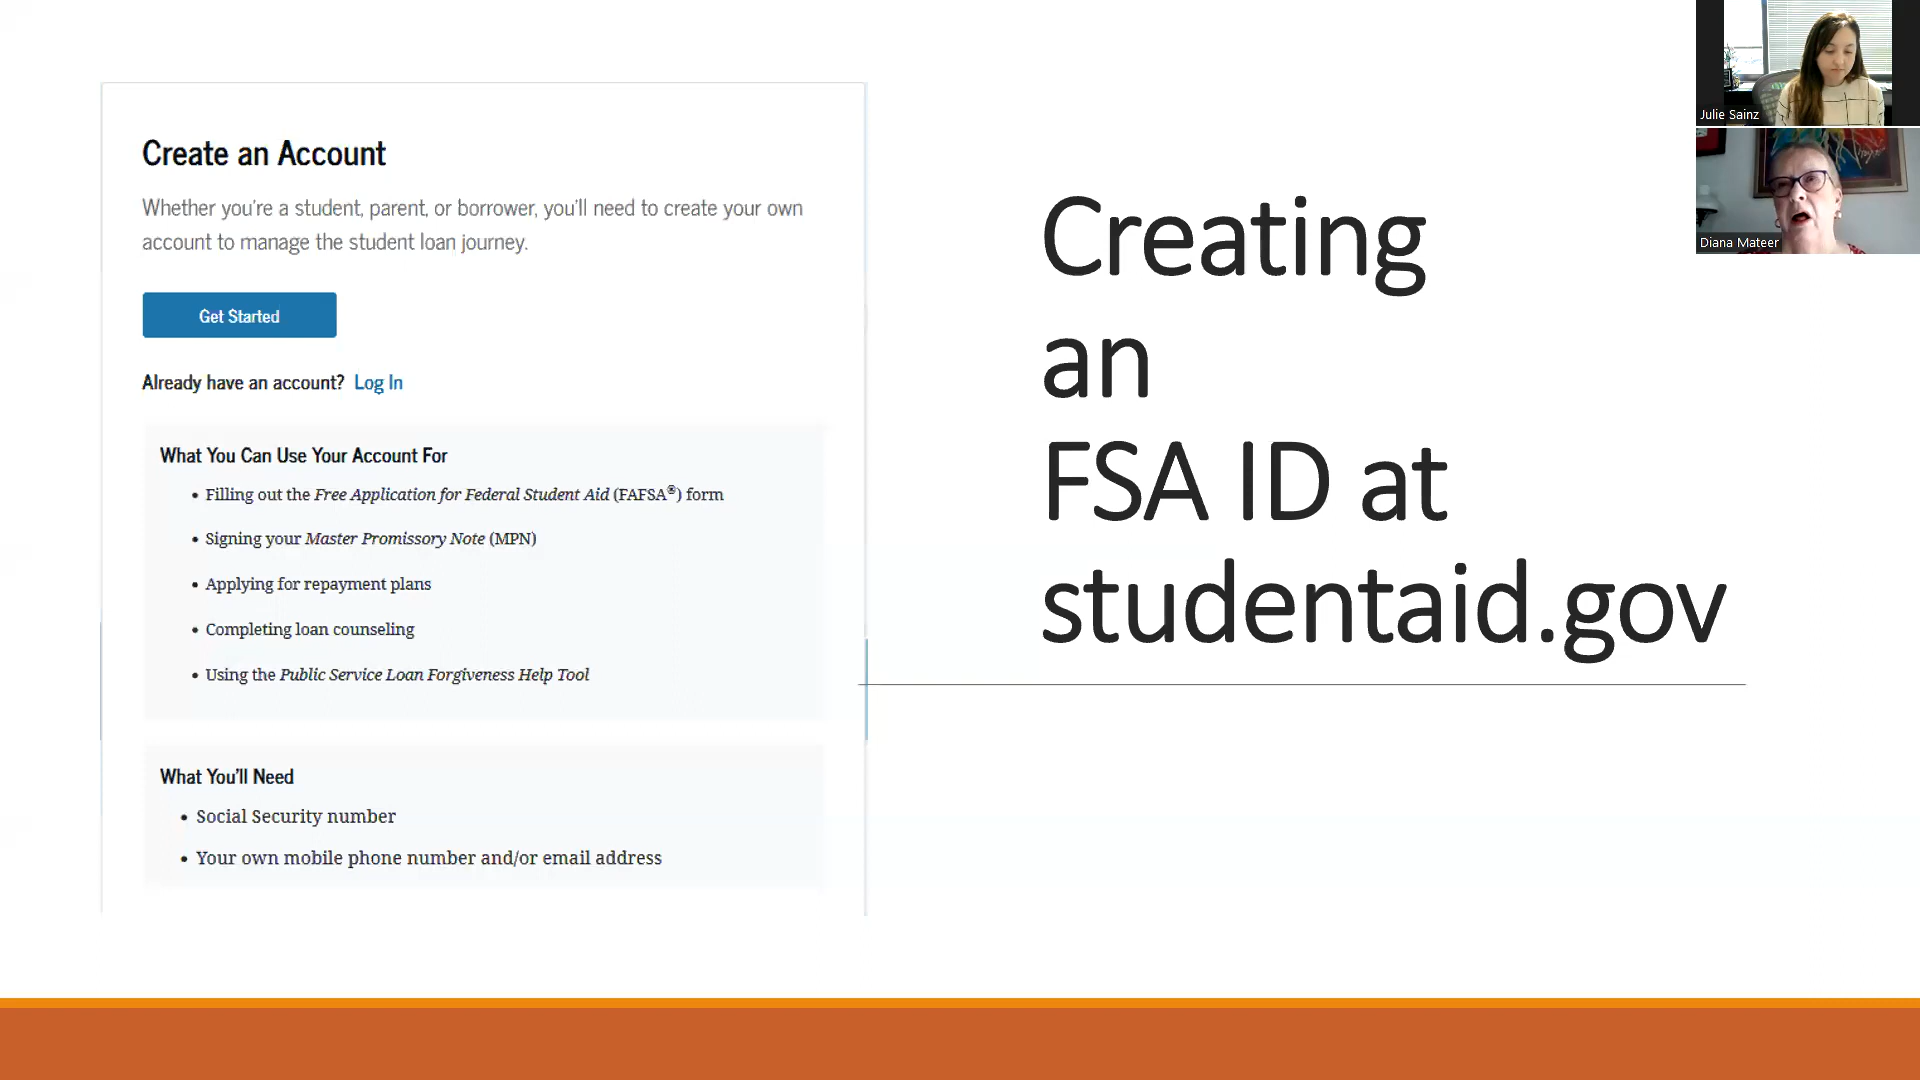 Create an Account
Whether you're a student, parent, or borrower, you'll need to create your own
account to manage the student loan journey.
Get Started
Already have an account? Log In
What You Can Use Your Account For
• Filling out the Free Application for Federal Student Aid (FAFSA®) form
• Signing your Master Promissory Note (MPN)
• Applying for repayment plans
• Completing loan counseling
• Using the Public Service Loan Forgiveness Help Tool
What You'll Need
• Social Security number
• Your own mobile phone number and/or email address
Creating
an
FSA ID at
studentaid.gov
Julie Sainz
Diana Mateer